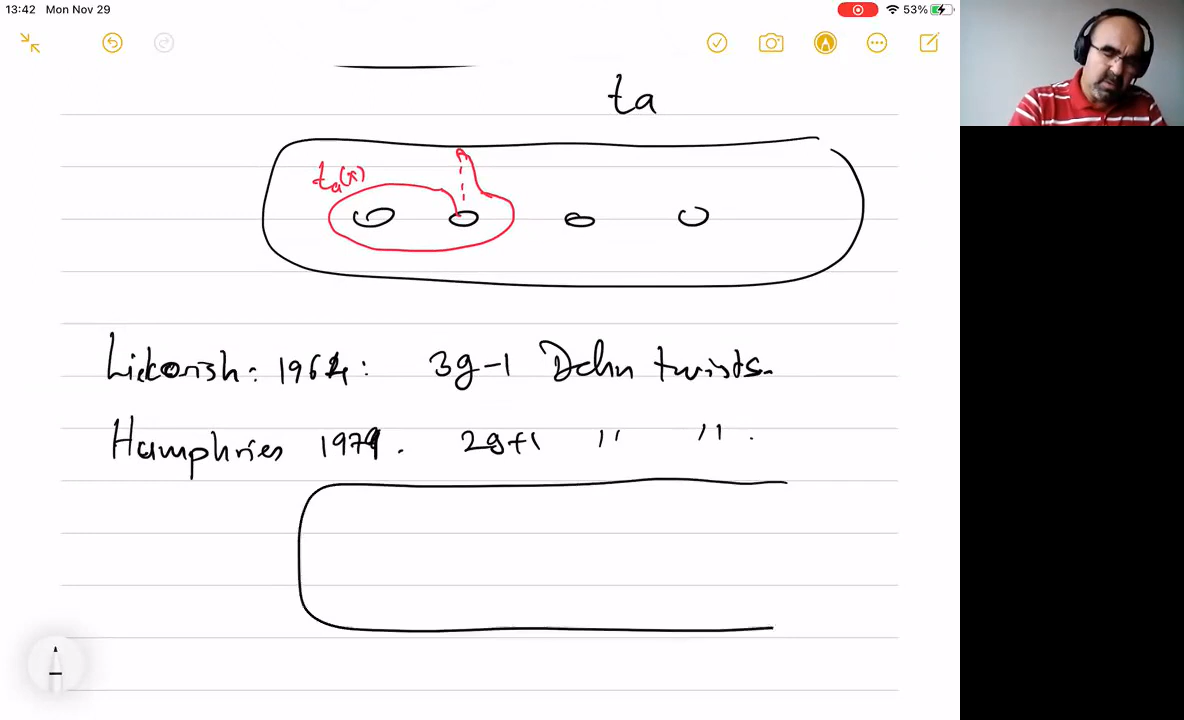 13:42 Mon Nov 29
53%
ta
ta(x)
Lickorish: 1964: 3g-1 Dehn twists.
Humphries 1979. 2g+1 " " .